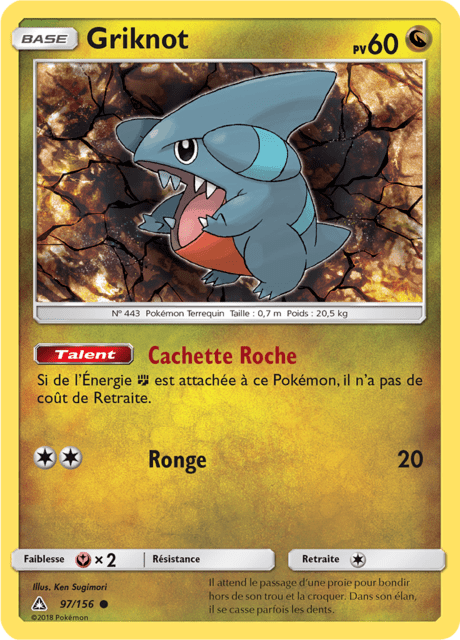 BASE Griknot PV60
N° 443 Pokémon Terrequin Taille : 0,7 m Poids : 20,5 kg
Talent Cachette Roche
Si de l'Énergie est attachée à ce Pokémon, il n'a pas de
coût de Retraite.
Ronge 20
Faiblesse × 2 Résistance Retraite
Illus. Ken Sugimori
97/156
©2018 Pokémon
Il attend le passage d'une proie pour bondir
hors de son trou et la croquer. Dans son élan,
il se casse parfois les dents.